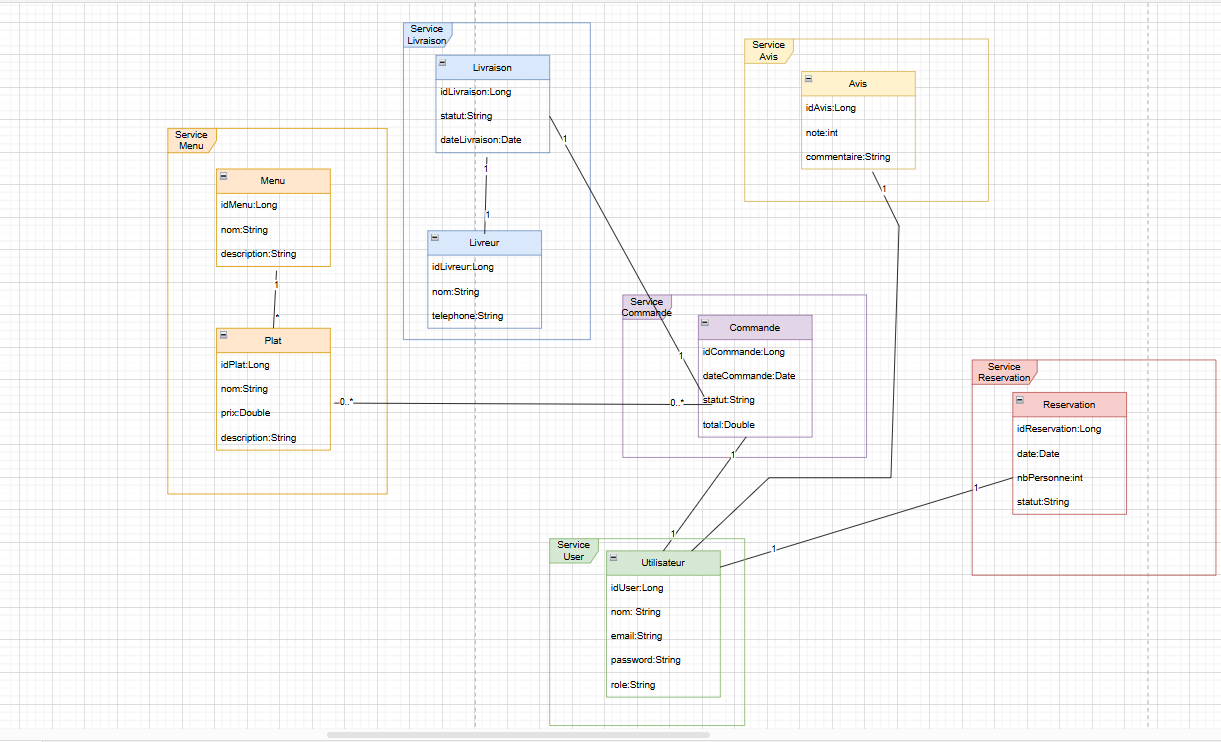 Service
Livraison
Livraison
idLivraison:Long
statut:String
dateLivraison:Date
1
1
1
Livreur
idLivreur:Long
nom:String
telephone:String
Service
Avis
Avis
idAvis:Long
note:int
commentaire:String
1
Service
Menu
Menu
idMenu:Long
nom:String
description:String
1
*
Plat
idPlat:Long
nom:String
prix:Double
description:String
0..*
0..*
Service
Commande
Commande
idCommande:Long
dateCommande:Date
1
statut:String
total:Double
1
1
Service
Reservation
Reservation
idReservation:Long
date:Date
nbPersonne:int
statut:String
1
1
Service
User
Utilisateur
idUser:Long
nom: String
email:String
password:String
role:String